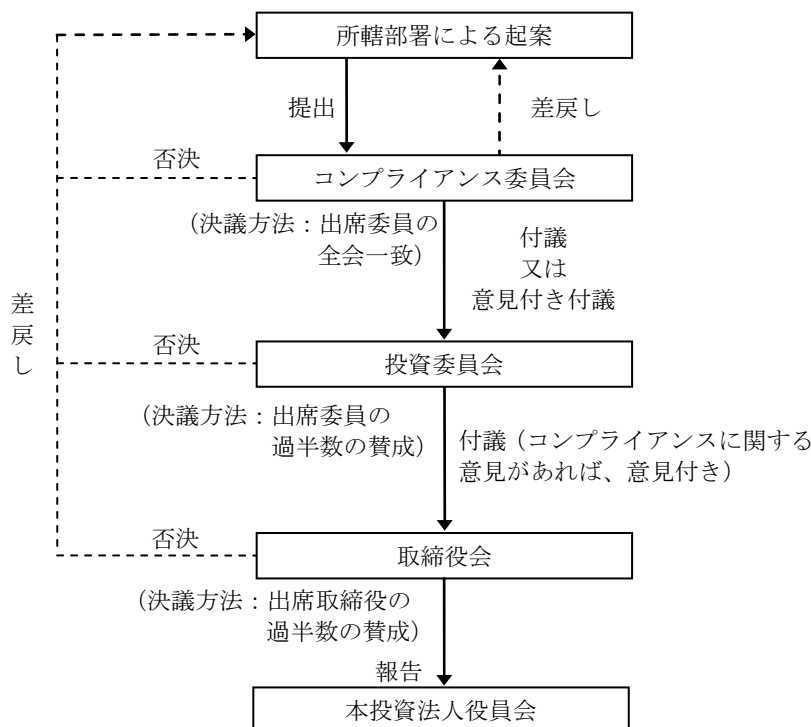 所轄部署による起案
提出
差戻し
否決
コンプライアンス委員会
(決議方法：出席委員の
全会一致)
付議
又は
意見付き付議
差戻し
否決
投資委員会
(決議方法：出席委員の
過半数の賛成)
付議(コンプライアンスに関する
意見があれば、意見付き)
否決
取締役会
(決議方法：出席取締役の
過半数の賛成)
報告
本投資法人役員会